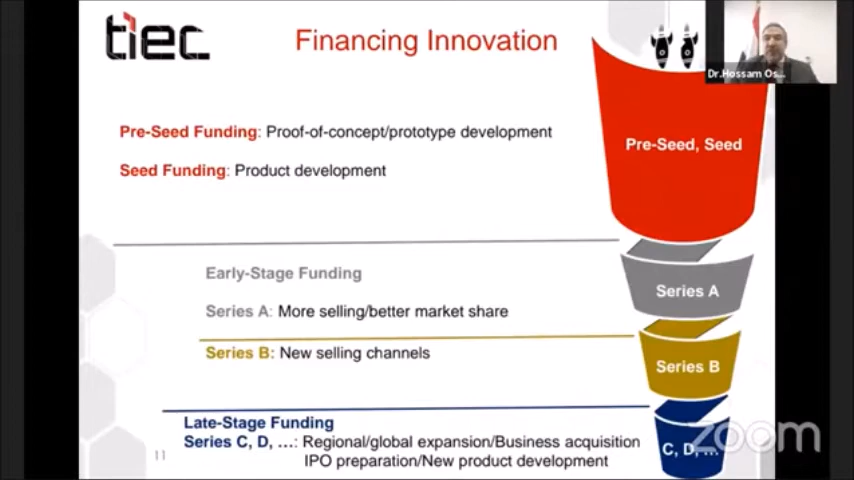 tiec
Financing Innovation
Dr.Hossam Os...
Pre-Seed Funding: Proof-of-concept/prototype development
Seed Funding: Product development
Pre-Seed, Seed
Early-Stage Funding
Series A: More selling/better market share
Series A
Series B: New selling channels
Series B
Late-Stage Funding
Series C, D, ...: Regional/global expansion/Business acquisition
IPO preparation/New product development
C, D, ...
zoom
11